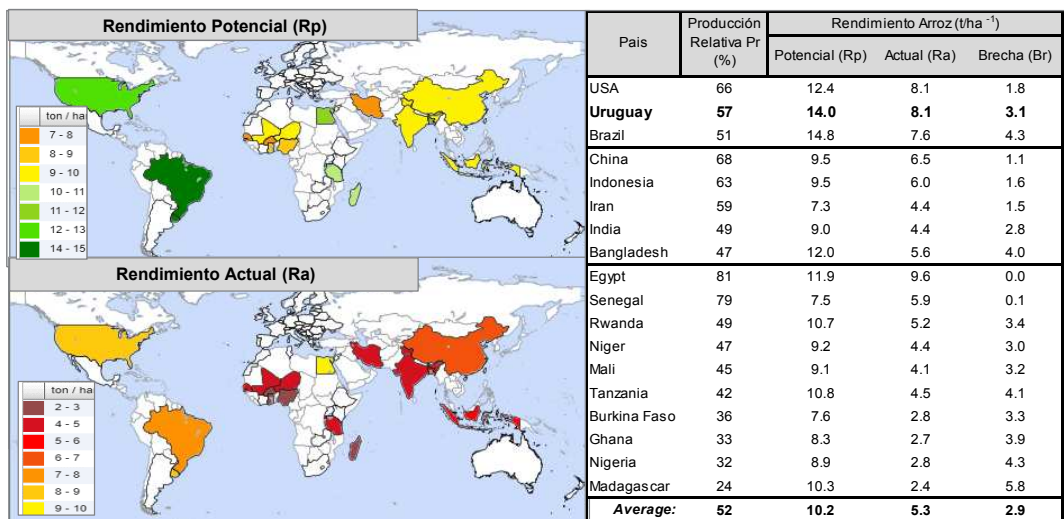 Rendimiento Potencial (Rp)
ton / ha
7 - 8
8 - 9
9 - 10
10 - 11
11 - 12
12 - 13
14 - 15
Rendimiento Actual (Ra)
ton / ha
2 - 3
4 - 5
5 - 6
6 - 7
7 - 8
8 - 9
9 - 10
Pais Producción Relativa Pr (%) Rendimiento Arroz (t/ha ⁻¹)
Potencial (Rp) Actual (Ra) Brecha (Br)
USA 66 12.4 8.1 1.8
Uruguay 57 14.0 8.1 3.1
Brazil 51 14.8 7.6 4.3
China 68 9.5 6.5 1.1
Indonesia 63 9.5 6.0 1.6
Iran 59 7.3 4.4 1.5
India 49 9.0 4.4 2.8
Bangladesh 47 12.0 5.6 4.0
Egypt 81 11.9 9.6 0.0
Senegal 79 7.5 5.9 0.1
Rwanda 49 10.7 5.2 3.4
Niger 47 9.2 4.4 3.0
Mali 45 9.1 4.1 3.2
Tanzania 42 10.8 4.5 4.1
Burkina Faso 36 7.6 2.8 3.3
Ghana 33 8.3 2.7 3.9
Nigeria 32 8.9 2.8 4.3
Madagascar 24 10.3 2.4 5.8
Average: 52 10.2 5.3 2.9